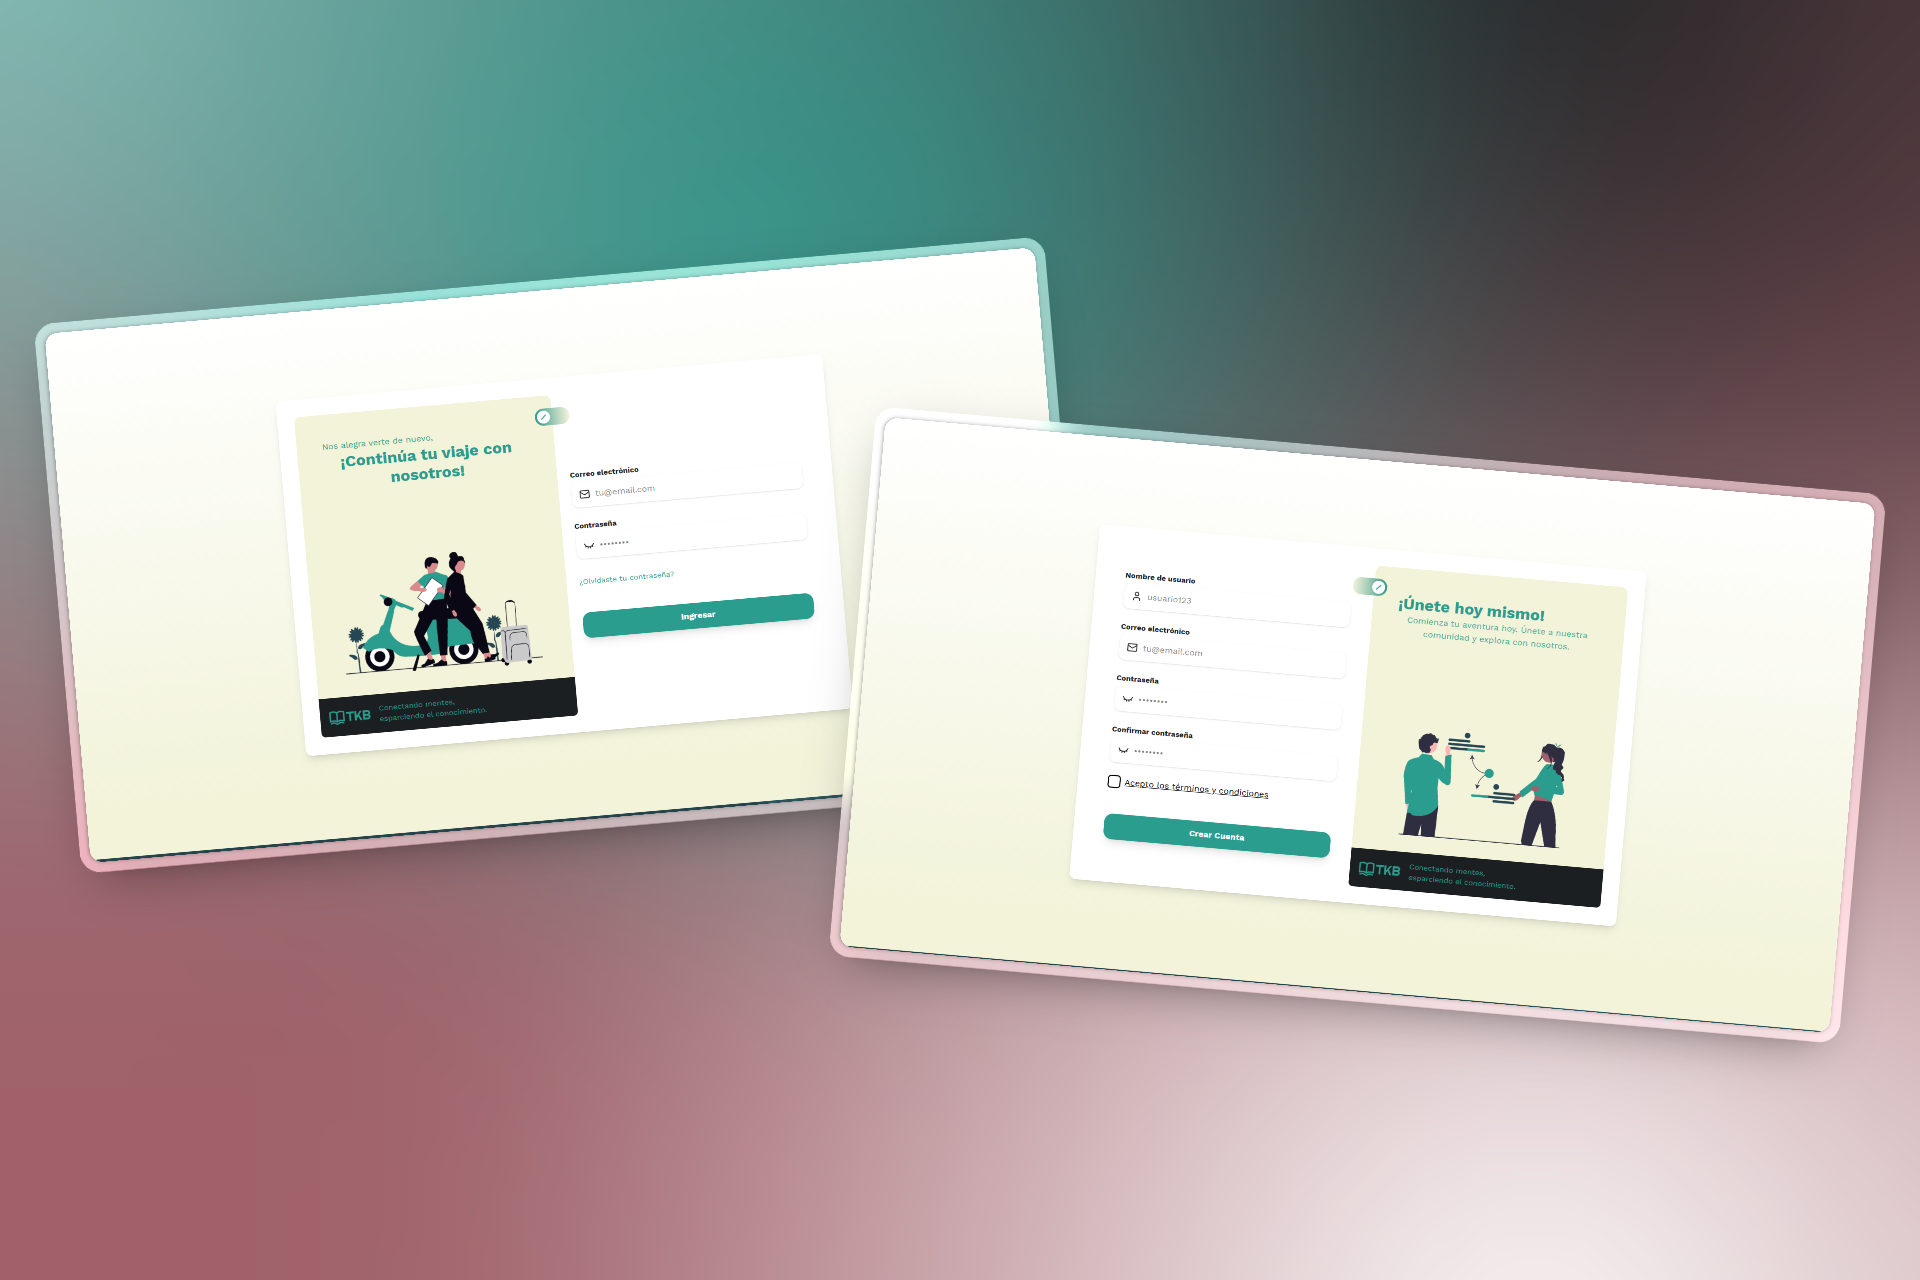 Nos alegra verte de nuevo,
¡Continúa tu viaje con
nosotros!
TKB
Conectando mentes,
esparciendo el conocimiento.
Correo electrónico
tu@email.com
Contraseña
••••••••
¿Olvidaste tu contraseña?
Ingresar
Nombre de usuario
usuario123
Correo electrónico
tu@email.com
Contraseña
••••••••
Confirmar contraseña
••••••••
Acepto los términos y condiciones
Crear Cuenta
¡Únete hoy mismo!
Comienza tu aventura hoy. Únete a nuestra
comunidad y explora con nosotros.
TKB
Conectando mentes,
esparciendo el conocimiento.